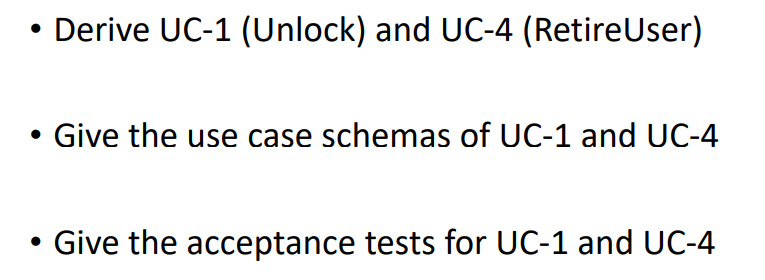 • Derive UC-1 (Unlock) and UC-4 (RetireUser)
• Give the use case schemas of UC-1 and UC-4
• Give the acceptance tests for UC-1 and UC-4